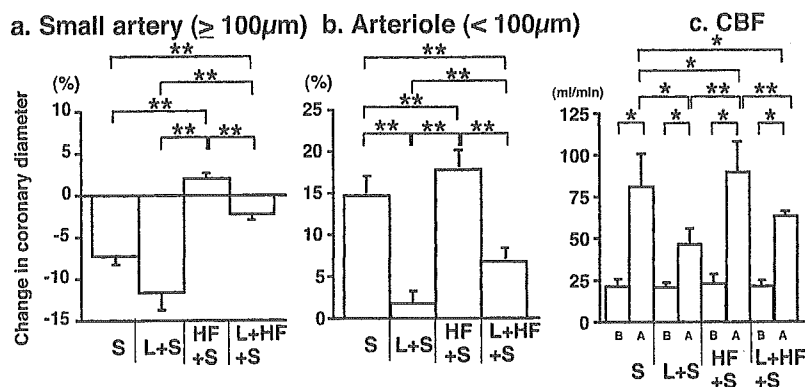 a. Small artery (≥ 100μm) b. Arteriole (< 100μm) c. CBF
Change in coronary diameter
(%)
**
**
**
** **
10
5
0
-5
-10
-15
S L+S HF +S L+HF +S
(%)
**
**
**
** ** **
25
20
15
10
5
0
S L+S HF +S L+HF +S
(ml/min)
*
*
* ** **
* * * *
125
100
75
50
25
0
B A B A B A B A
S L+S HF +S L+HF +S